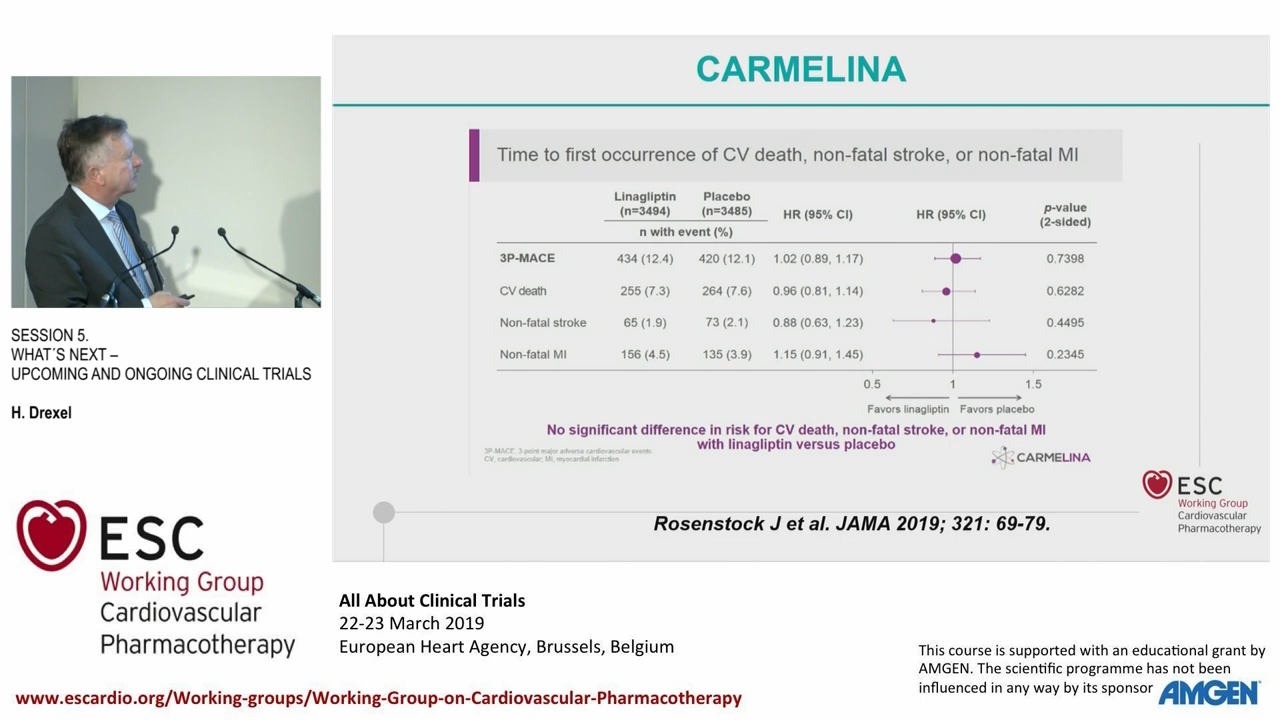 CARMELINA
Time to first occurrence of CV death, non-fatal stroke, or non-fatal MI
Linagliptin Placebo
(n=3494) (n=3485) HR (95% CI) HR (95% CI) p-value
n with event (%) (2-sided)
3P-MACE 434 (12.4) 420 (12.1) 1.02 (0.89, 1.17) 0.7398
CV death 255 (7.3) 264 (7.6) 0.96 (0.81, 1.14) 0.6282
Non-fatal stroke 65 (1.9) 73 (2.1) 0.88 (0.63, 1.23) 0.4495
Non-fatal MI 156 (4.5) 135 (3.9) 1.15 (0.91, 1.45) 0.2345
0.5 1 1.5
Favors linagliptin Favors placebo
No significant difference in risk for CV death, non-fatal stroke, or non-fatal MI
with linagliptin versus placebo
3P-MACE, 3-point major adverse cardiovascular events.
CV, cardiovascular; MI, myocardial infarction
CARMELINA
Rosenstock J et al. JAMA 2019; 321: 69-79.
ESC
Working Group
Cardiovascular
Pharmacotherapy
SESSION 5.
WHAT´S NEXT –
UPCOMING AND ONGOING CLINICAL TRIALS
H. Drexel
ESC
Working Group
Cardiovascular
Pharmacotherapy
All About Clinical Trials
22-23 March 2019
European Heart Agency, Brussels, Belgium
This course is supported with an educational grant by
AMGEN. The scientific programme has not been
influenced in any way by its sponsor AMGEN
www.escardio.org/Working-groups/Working-Group-on-Cardiovascular-Pharmacotherapy